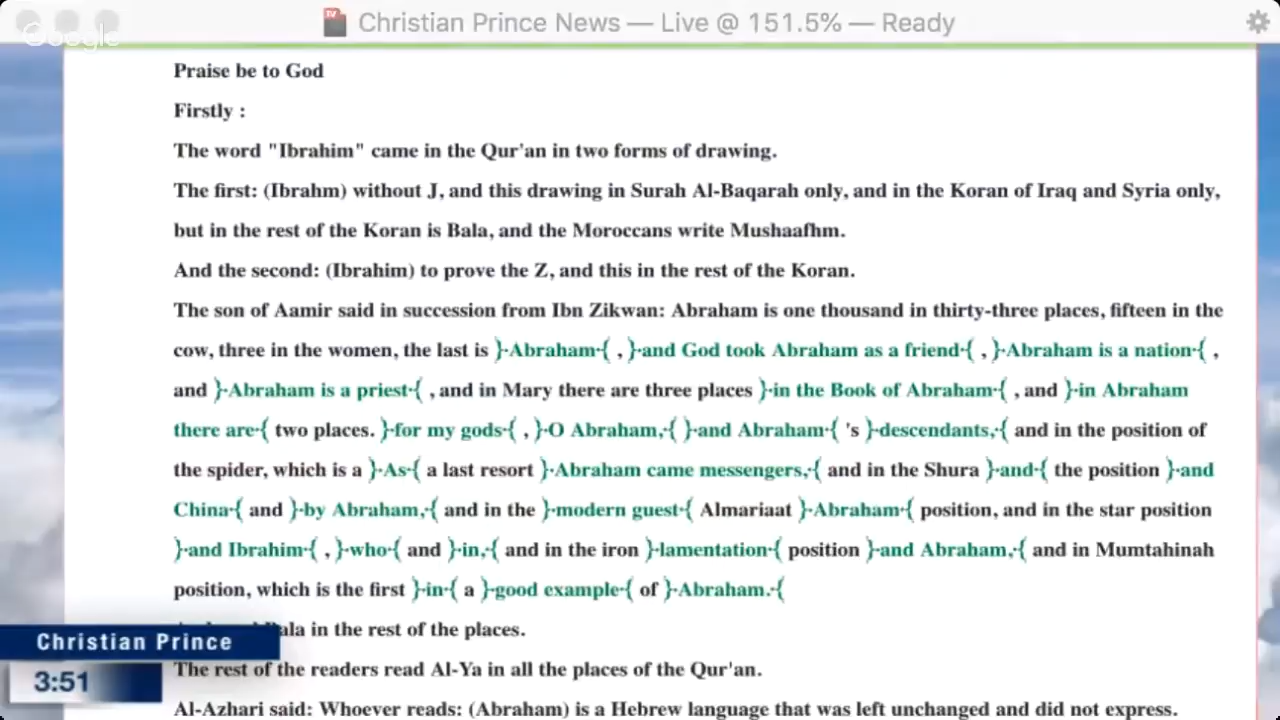 Christian Prince News — Live @ 151.5% — Ready
Google
Praise be to God
Firstly :
The word "Ibrahim" came in the Qur'an in two forms of drawing.
The first: (Ibrahm) without J, and this drawing in Surah Al-Baqarah only, and in the Koran of Iraq and Syria only,
but in the rest of the Koran is Bala, and the Moroccans write Mushaafhm.
And the second: (Ibrahim) to prove the Z, and this in the rest of the Koran.
The son of Aamir said in succession from Ibn Zikwan: Abraham is one thousand in thirty-three places, fifteen in the
cow, three in the women, the last is }-Abraham-{ , }-and God took Abraham as a friend-{ , }-Abraham is a nation-{ ,
and }-Abraham is a priest-{ , and in Mary there are three places }-in the Book of Abraham-{ , and }-in Abraham
there are-{ two places. }-for my gods-{ , }-O Abraham,-{ }-and Abraham-{ 's }-descendants,-{ and in the position of
the spider, which is a }-As-{ a last resort }-Abraham came messengers,-{ and in the Shura }-and-{ the position }-and
China-{ and }-by Abraham,-{ and in the }-modern guest-{ Almariaat }-Abraham-{ position, and in the star position
}-and Ibrahim-{ , }-who-{ and }-in,-{ and in the iron }-lamentation-{ position }-and Abraham,-{ and in Mumtahinah
position, which is the first }-in-{ a }-good example-{ of }-Abraham.-{
ala in the rest of the places.
Christian Prince
The rest of the readers read Al-Ya in all the places of the Qur'an.
3:51
Al-Azhari said: Whoever reads: (Abraham) is a Hebrew language that was left unchanged and did not express.